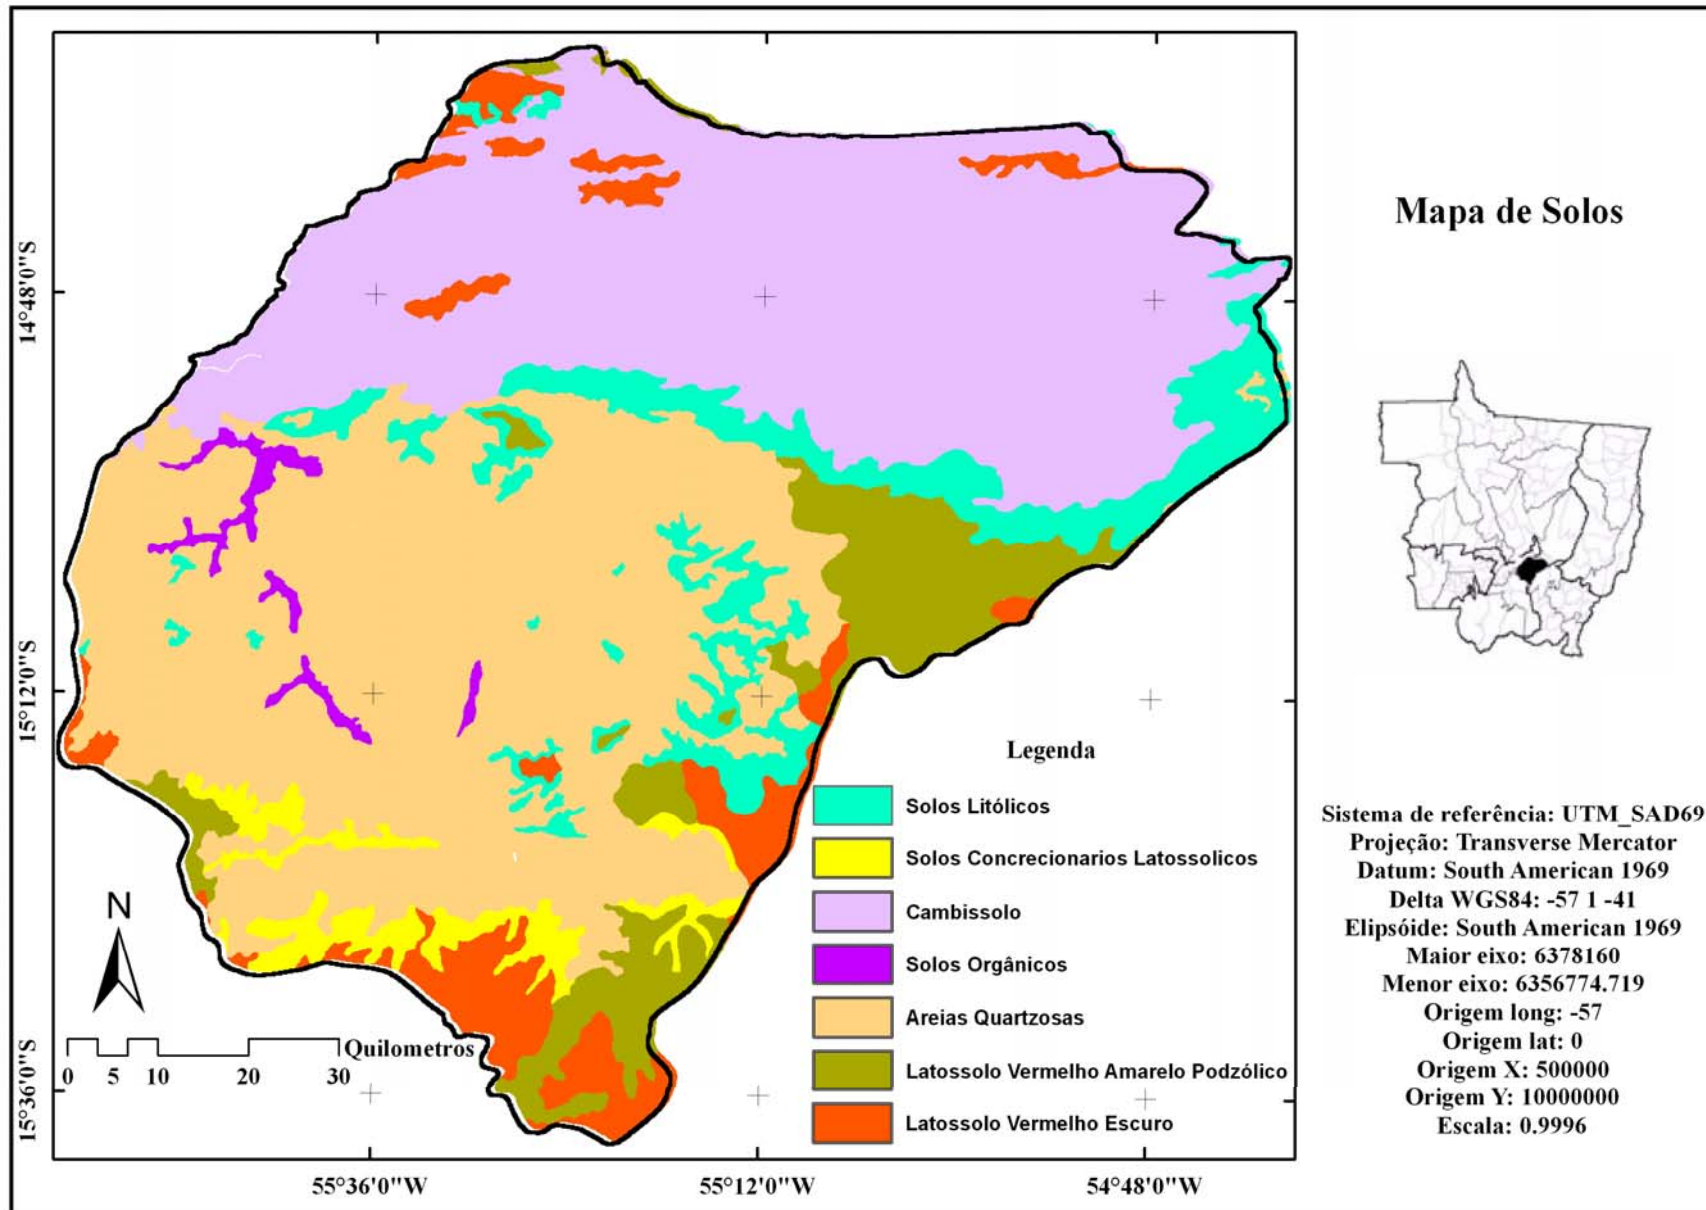 Mapa de Solos
14°48'0"S
15°12'0"S
15°36'0"S
55°36'0"W
55°12'0"W
54°48'0"W
N
Quilometros
0 5 10 20 30
Legenda
Solos Litólicos
Solos Concrecionarios Latossolicos
Cambissolo
Solos Orgânicos
Areias Quartzosas
Latossolo Vermelho Amarelo Podzólico
Latossolo Vermelho Escuro
Sistema de referência: UTM_SAD69
Projeção: Transverse Mercator
Datum: South American 1969
Delta WGS84: -57 1 -41
Elipsóide: South American 1969
Maior eixo: 6378160
Menor eixo: 6356774.719
Origem long: -57
Origem lat: 0
Origem X: 500000
Origem Y: 10000000
Escala: 0.9996